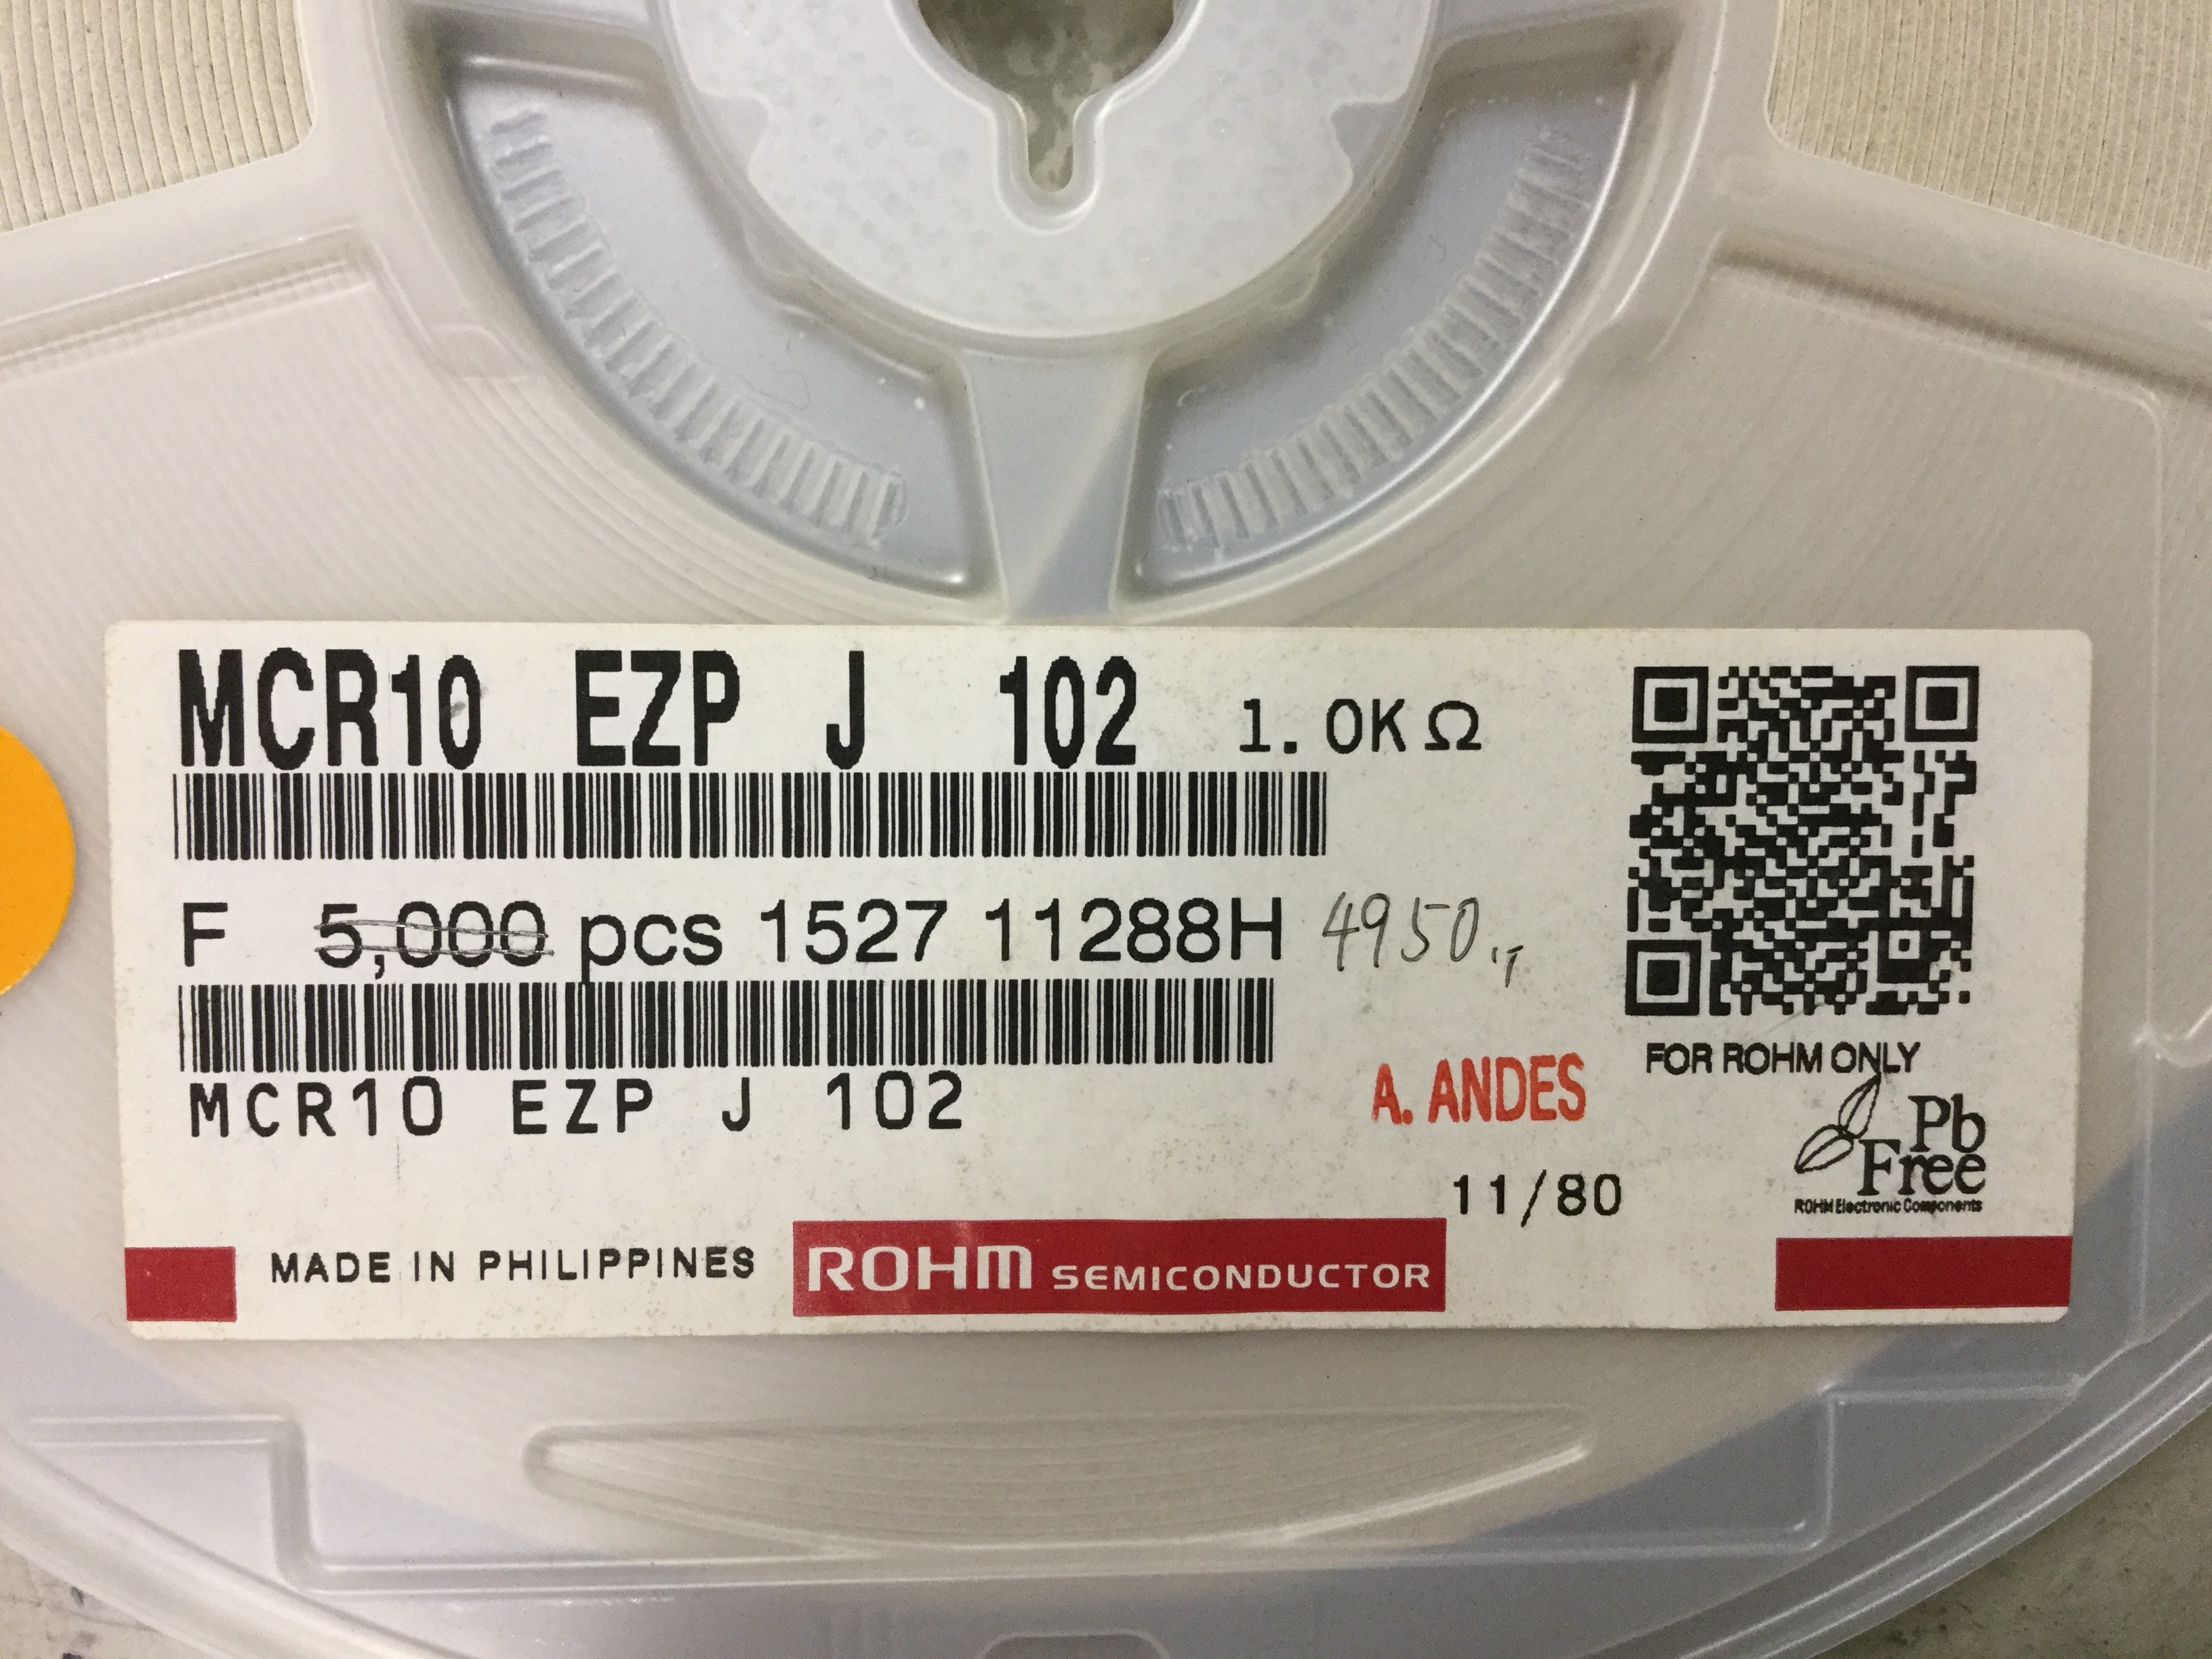 MCR10 EZP J 102 1.0KΩ
F 5,000 pcs 1527 11288H 4950
MCR10 EZP J 102
A. ANDES
FOR ROHM ONLY
Pb
Free
ROHM Electronic Components
11/80
MADE IN PHILIPPINES
ROHM SEMICONDUCTOR